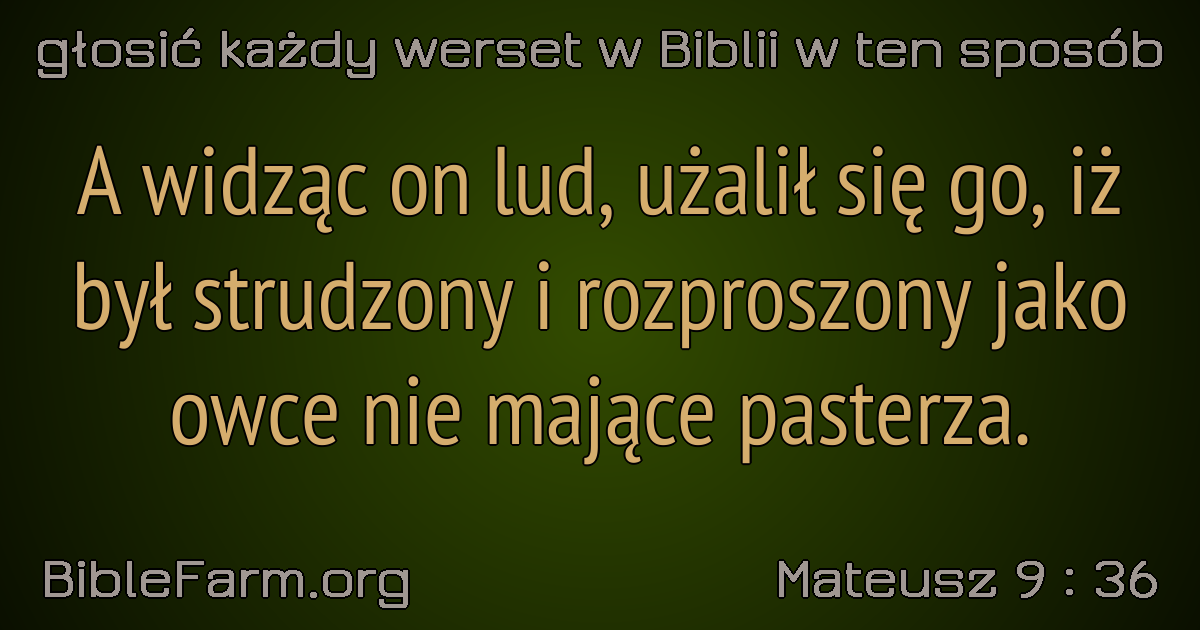 głosić każdy werset w Biblii w ten sposób
A widząc on lud, użalił się go, iż
był strudzony i rozproszony jako
owce nie mające pasterza.
BibleFarm.org
Mateusz 9 : 36